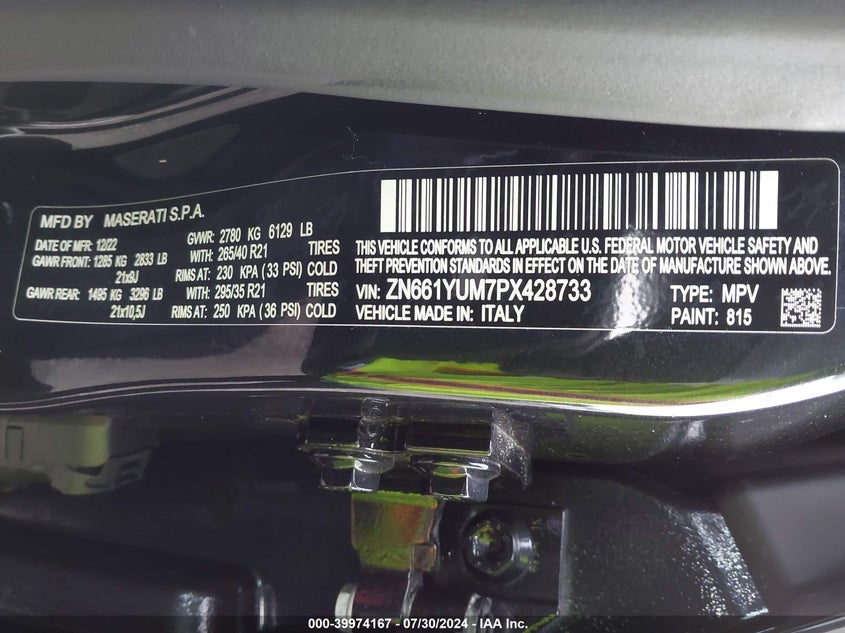 MFD BY MASERATI S.P.A.
DATE OF MFR: 12/22 GVWR: 2780 KG 6129 LB
GAWR FRONT: 1285 KG 2833 LB WITH: 265/40 R21 TIRES
21x9J RIMS AT: 230 KPA (33 PSI) COLD
GAWR REAR: 1495 KG 3296 LB WITH: 295/35 R21 TIRES
21x10,5J RIMS AT: 250 KPA (36 PSI) COLD
THIS VEHICLE CONFORMS TO ALL APPLICABLE U.S. FEDERAL MOTOR VEHICLE SAFETY AND
THEFT PREVENTION STANDARDS IN EFFECT ON THE DATE OF MANUFACTURE SHOWN ABOVE.
VIN: ZN661YUM7PX428733 TYPE: MPV
VEHICLE MADE IN: ITALY PAINT: 815
000-39974167 - 07/30/2024 - IAA Inc.